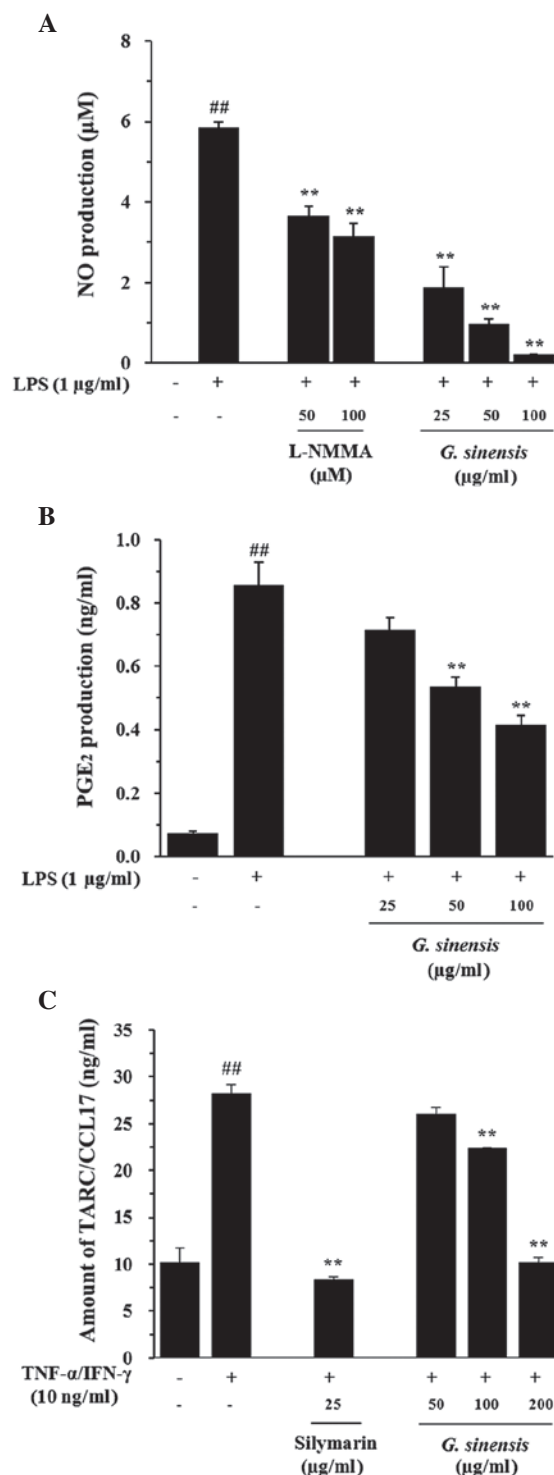 A
NO production (µM)
8
6
4
2
0
##
** ** ** ** **
LPS (1 µg/ml) - + + + + + +
- - 50 100 25 50 100
L-NMMA G. sinensis
(µM) (µg/ml)
B
PGE2 production (ng/ml)
1.0
0.8
0.6
0.4
0.2
0.0
##
** **
LPS (1 µg/ml) - + + + +
- - 25 50 100
G. sinensis
(µg/ml)
C
Amount of TARC/CCL17 (ng/ml)
35
30
25
20
15
10
5
0
##
** ** **
TNF-α/IFN-γ - + + + + +
(10 ng/ml) - - 25 50 100 200
Silymarin G. sinensis
(µg/ml) (µg/ml)